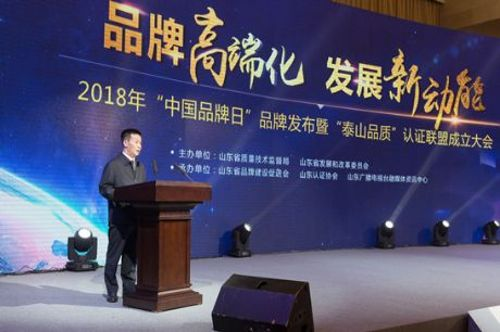 品牌高端化 发展新动能
2018年“中国品牌日”品牌发布暨“泰山品质”认证联盟成立大会
主办单位：山东省质量技术监督局 山东省发展和改革委员会
承办单位：山东省品牌建设促进会 山东认证协会 山东广播电视台融媒体资讯中心